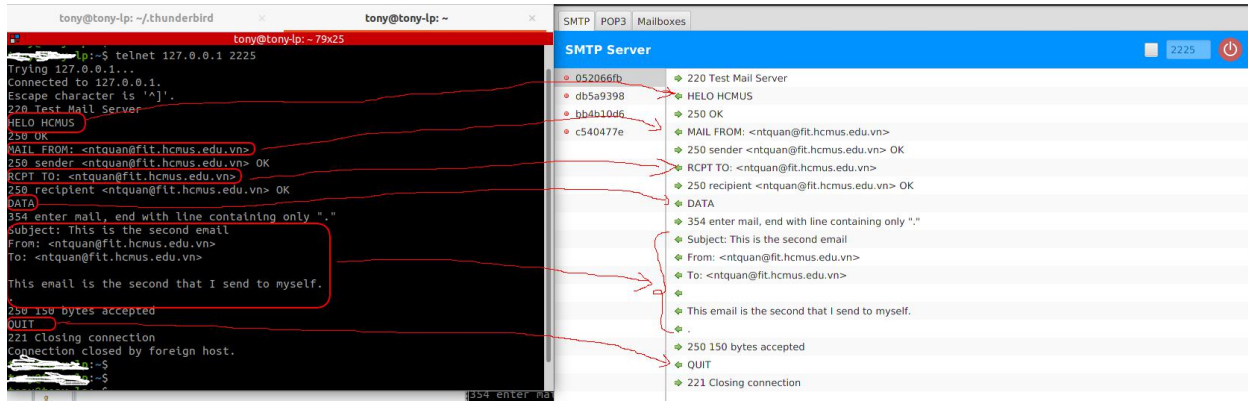 tony@tony-lp: ~/.thunderbird
tony@tony-lp: ~
tony@tony-lp: ~ 79x25
lp:~$ telnet 127.0.0.1 2225
Trying 127.0.0.1...
Connected to 127.0.0.1.
Escape character is '^]'.
220 Test Mail Server
HELO HCMUS
250 OK
MAIL FROM: <ntquan@fit.hcmus.edu.vn>
250 sender <ntquan@fit.hcmus.edu.vn> OK
RCPT TO: <ntquan@fit.hcmus.edu.vn>
250 recipient <ntquan@fit.hcmus.edu.vn> OK
DATA
354 enter mail, end with line containing only "."
Subject: This is the second email
From: <ntquan@fit.hcmus.edu.vn>
To: <ntquan@fit.hcmus.edu.vn>
This email is the second that I send to myself.
.
250 150 bytes accepted
QUIT
221 Closing connection
Connection closed by foreign host.
:~$
:~$
354 enter mai
SMTP POP3 Mailboxes
SMTP Server
2225
052066fb
db5a9398
bb4b10d6
c540477e
220 Test Mail Server
HELO HCMUS
250 OK
MAIL FROM: <ntquan@fit.hcmus.edu.vn>
250 sender <ntquan@fit.hcmus.edu.vn> OK
RCPT TO: <ntquan@fit.hcmus.edu.vn>
250 recipient <ntquan@fit.hcmus.edu.vn> OK
DATA
354 enter mail, end with line containing only "."
Subject: This is the second email
From: <ntquan@fit.hcmus.edu.vn>
To: <ntquan@fit.hcmus.edu.vn>
This email is the second that I send to myself.
.
250 150 bytes accepted
QUIT
221 Closing connection